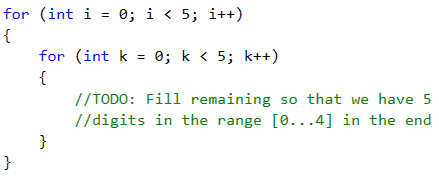 for (int i = 0; i < 5; i++)
{
    for (int k = 0; k < 5; k++)
    {
        //TODO: Fill remaining so that we have 5
        //digits in the range [0...4] in the end
    }
}